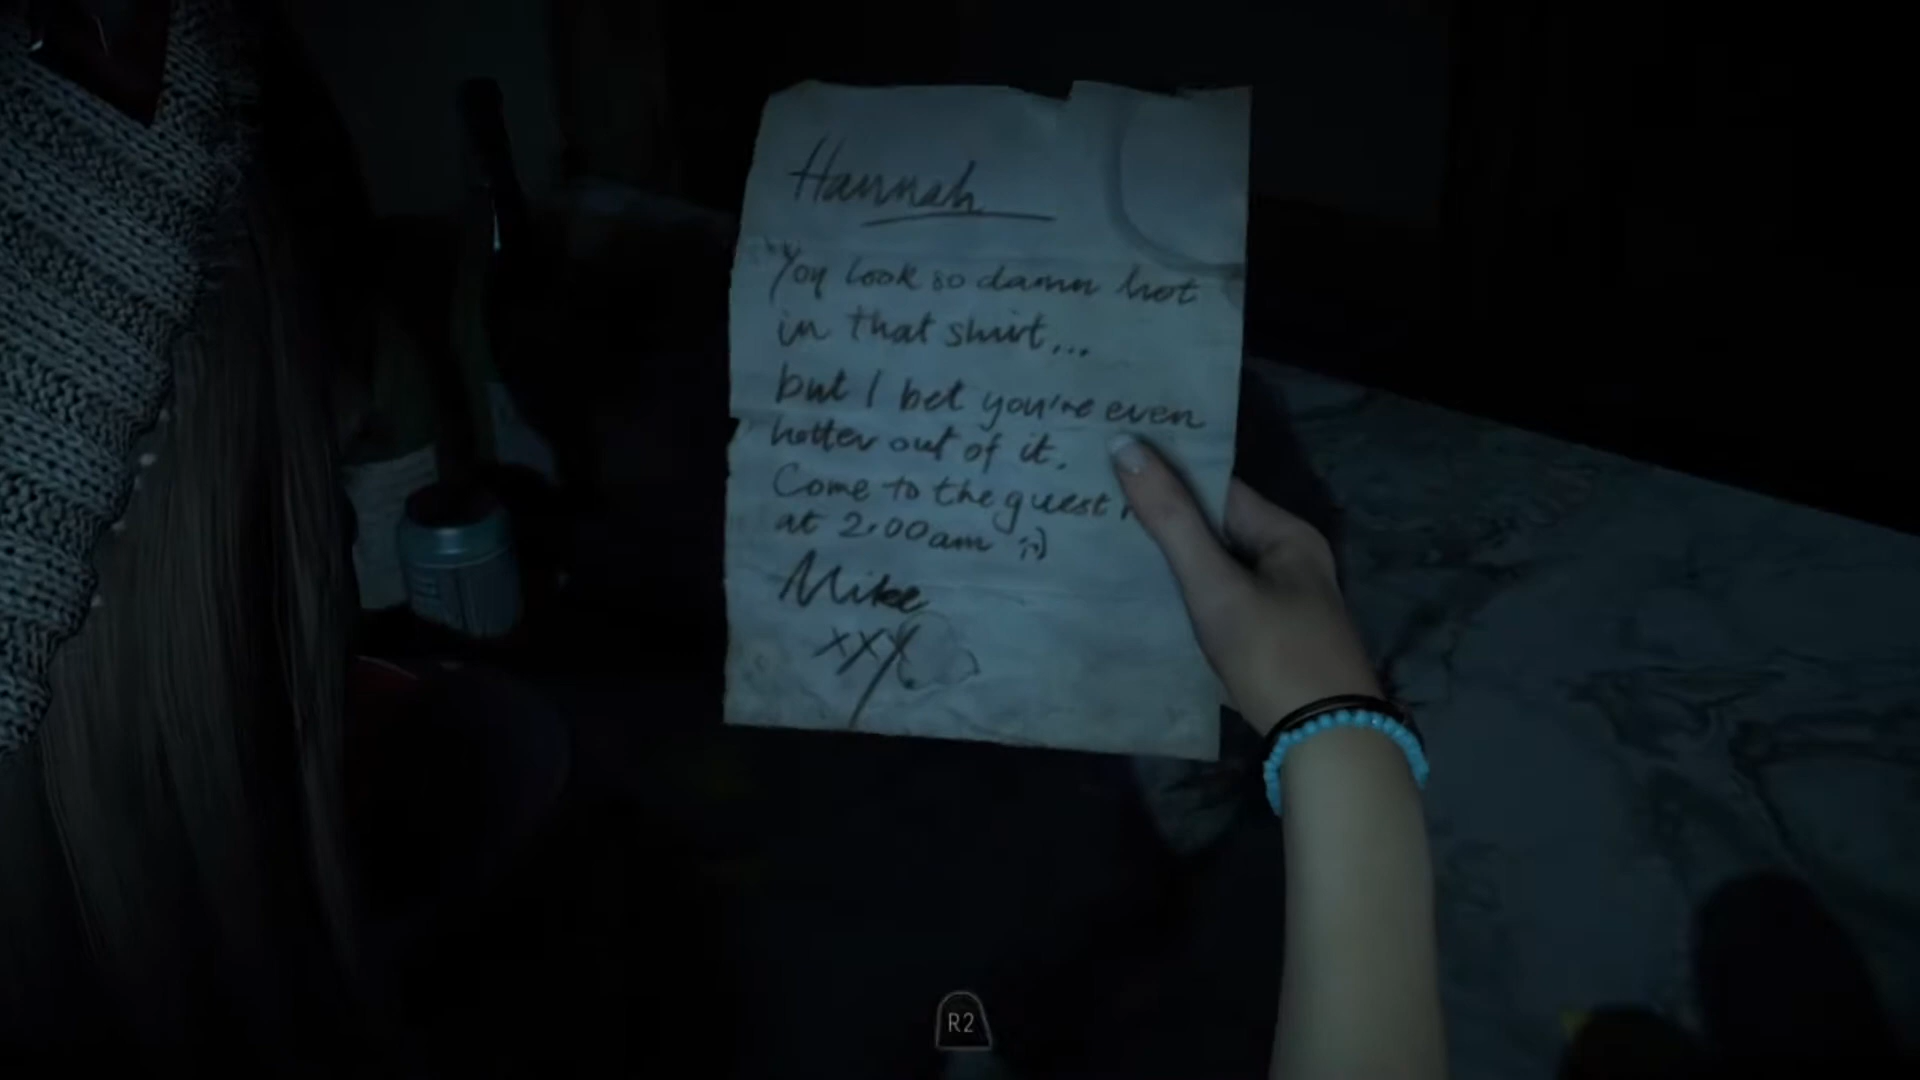 Hannah
You look so damn hot
in that shirt...
but I bet you're even
hotter out of it.
Come to the guest
at 2.00am ;)
Mike
xxx
R2